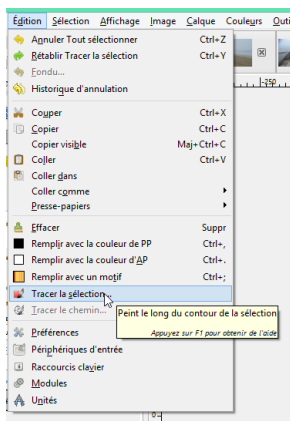 Édition Sélection Affichage Image Calque Couleurs Outi
Annuler Tout sélectionner Ctrl+Z
Rétablir Tracer la sélection Ctrl+Y
Fondu...
Historique d'annulation
-250
Couper Ctrl+X
Copier Ctrl+C
Copier visible Maj+Ctrl+C
Coller Ctrl+V
Coller dans
Coller comme
Presse-papiers
Effacer Suppr
Remplir avec la couleur de PP Ctrl+,
Remplir avec la couleur d'AP Ctrl+.
Remplir avec un motif Ctrl+;
Tracer la sélection...
Tracer le chemin...
Peint le long du contour de la sélection
Appuyez sur F1 pour obtenir de l'aide
Préférences
Périphériques d'entrée
Raccourcis clavier
Modules
Unités
0